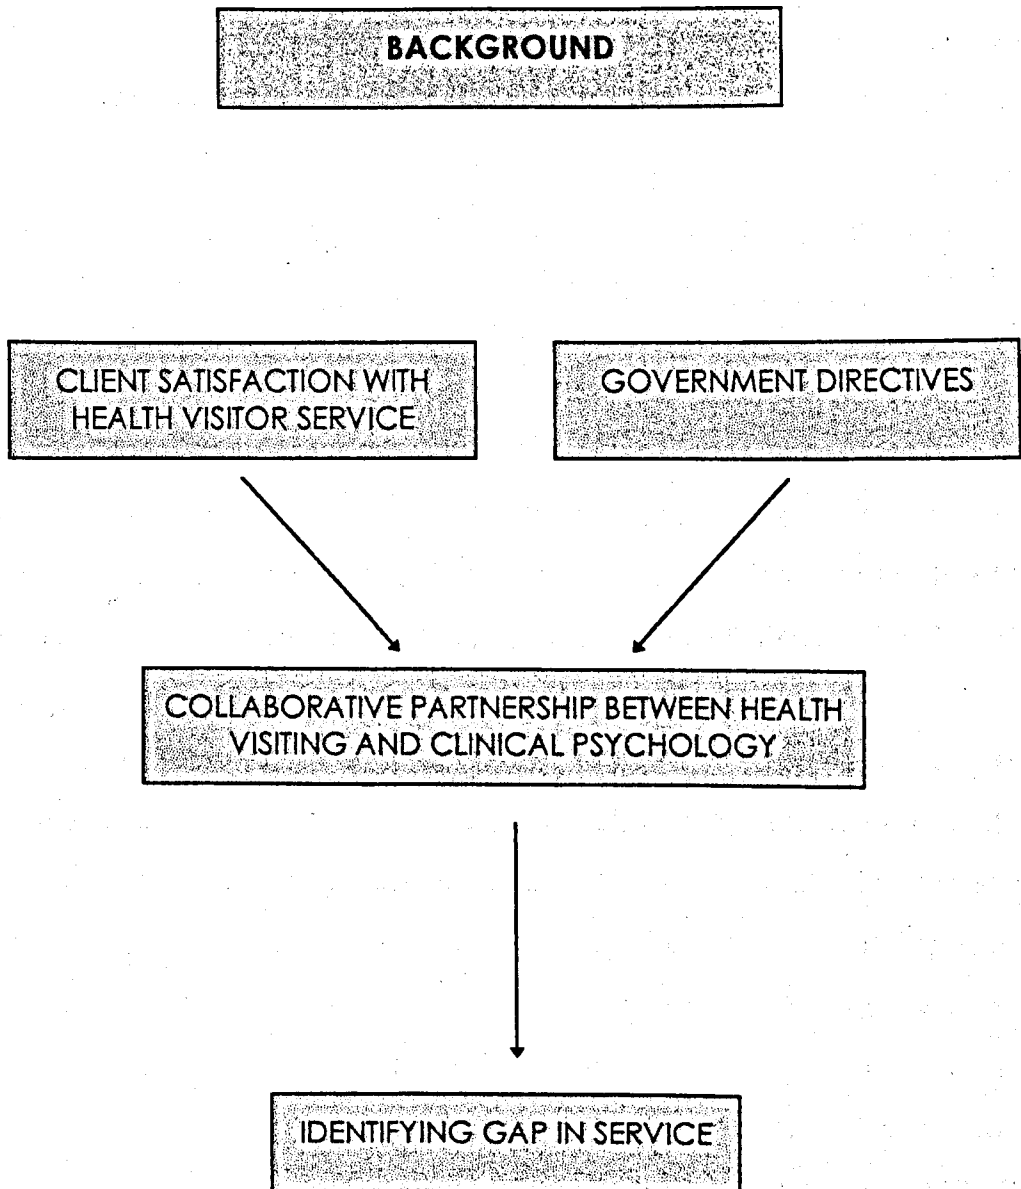 BACKGROUND
CLIENT SATISFACTION WITH
HEALTH VISITOR SERVICE
GOVERNMENT DIRECTIVES
COLLABORATIVE PARTNERSHIP BETWEEN HEALTH
VISITING AND CLINICAL PSYCHOLOGY
IDENTIFYING GAP IN SERVICE